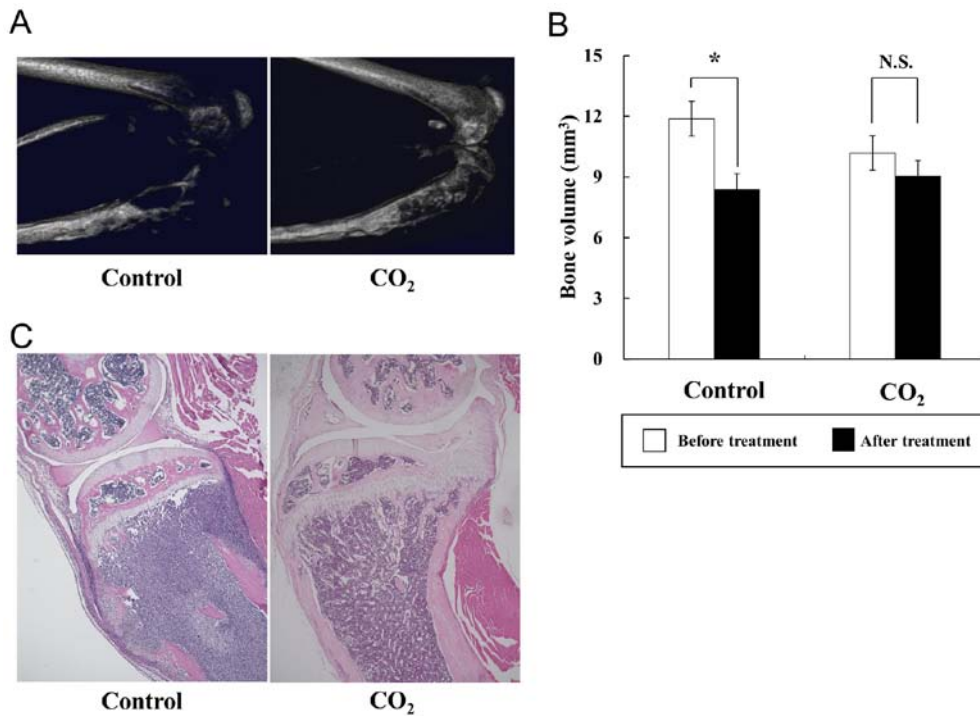 A
Control
CO₂
B
Bone volume (mm³)
15
12
9
6
3
0
*
N.S.
Control
CO₂
Before treatment
After treatment
C
Control
CO₂